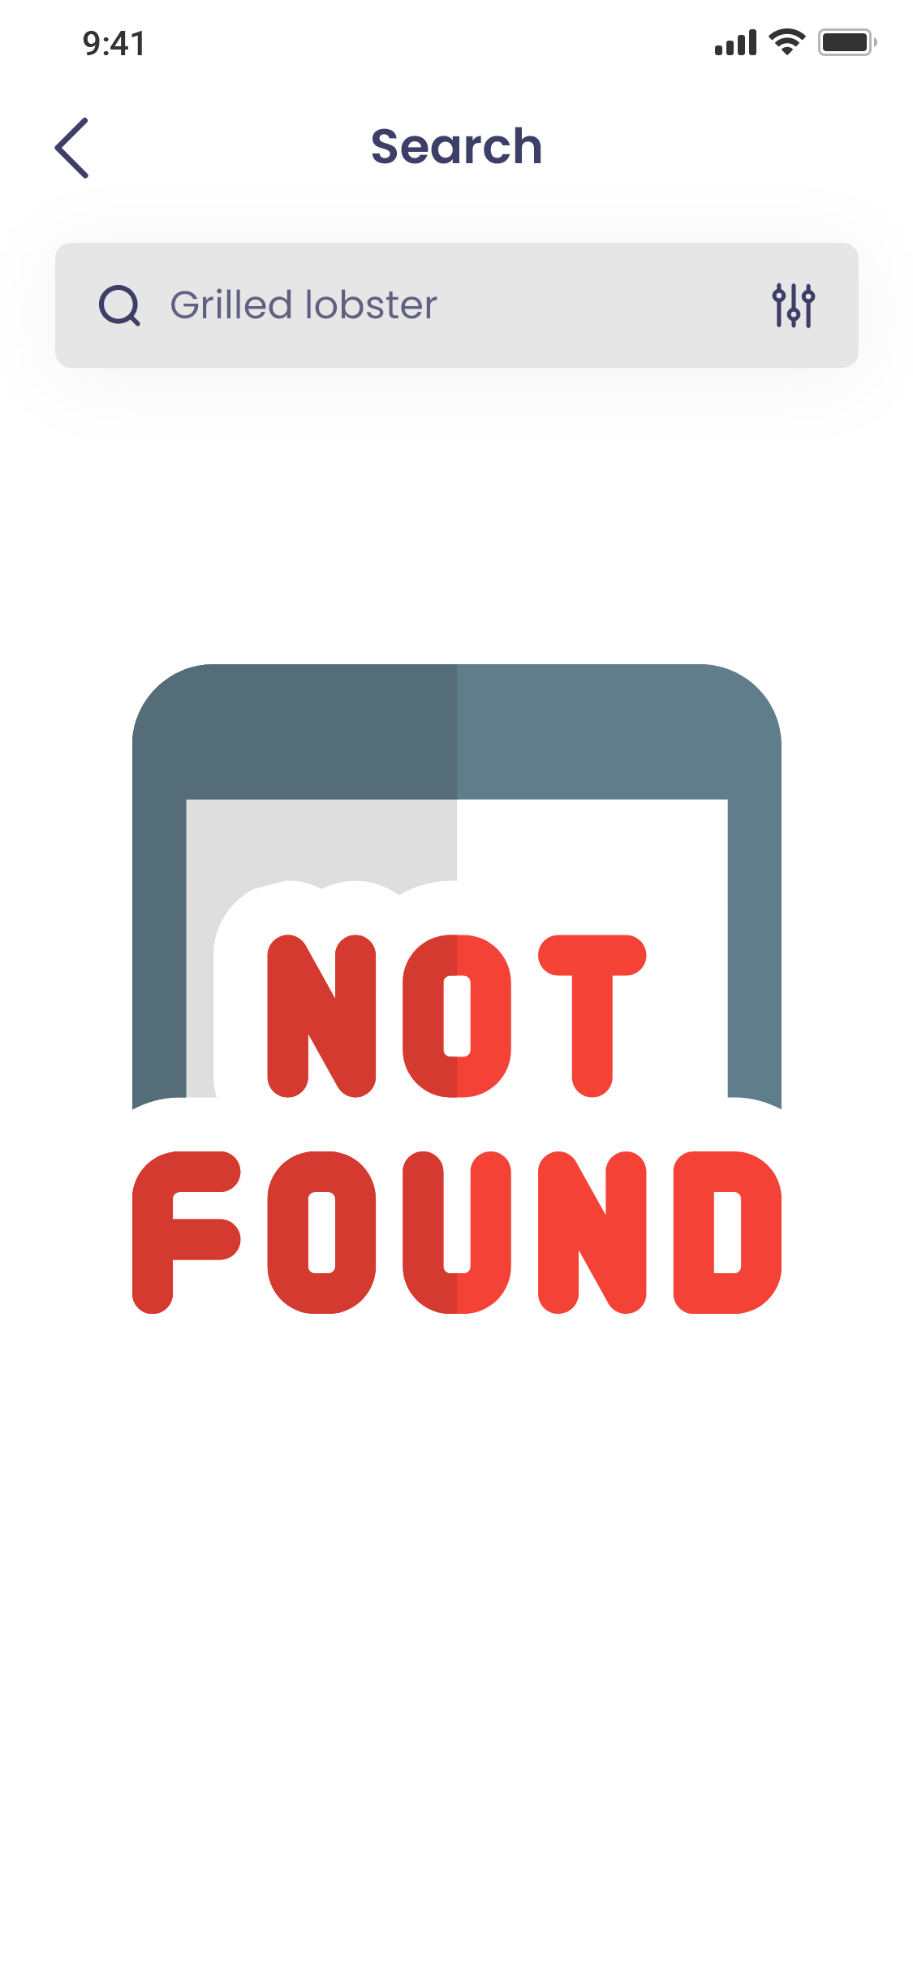 9:41
Search
Grilled lobster
NOT
FOUND